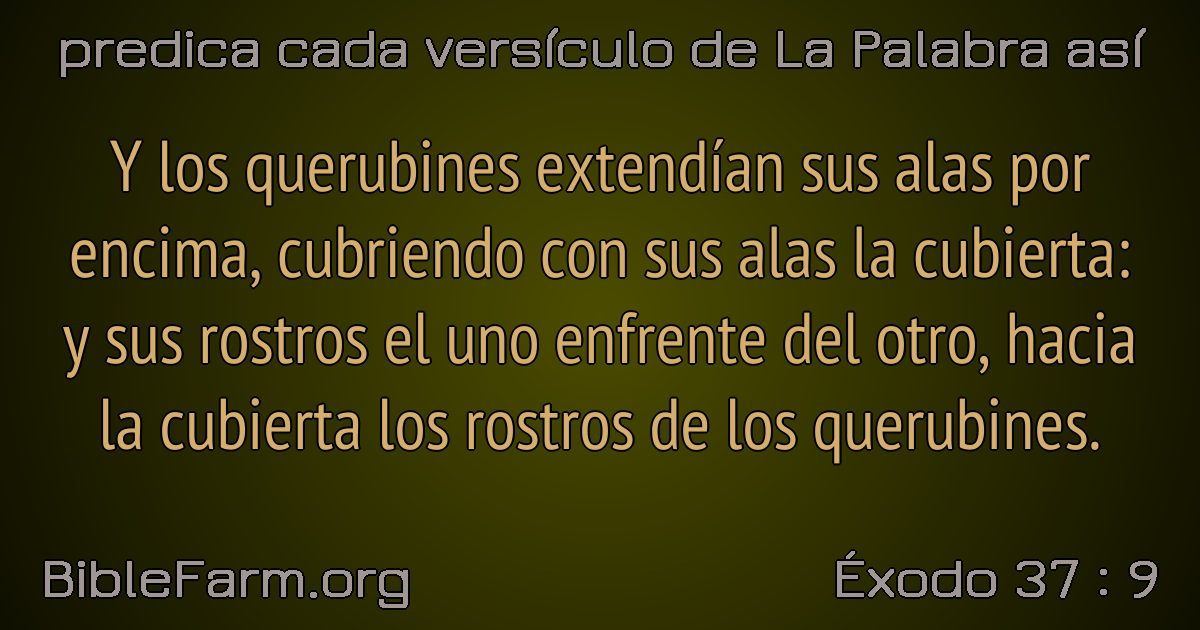 predica cada versículo de La Palabra así
Y los querubines extendían sus alas por
encima, cubriendo con sus alas la cubierta:
y sus rostros el uno enfrente del otro, hacia
la cubierta los rostros de los querubines.
BibleFarm.org
Éxodo 37 : 9